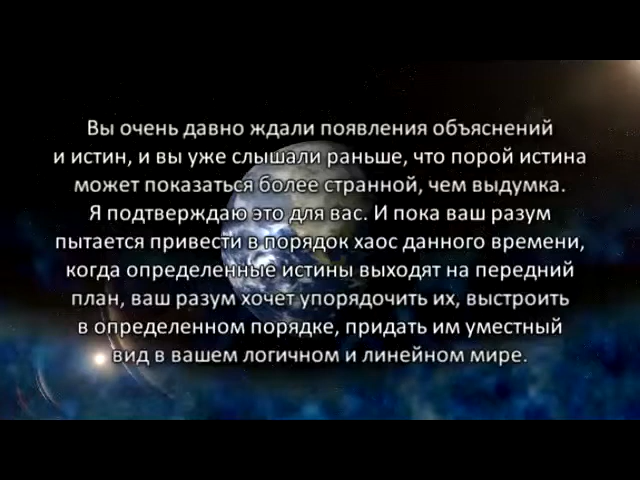 Вы очень давно ждали появления объяснений
и истин, и вы уже слышали раньше, что порой истина
может показаться более странной, чем выдумка.
Я подтверждаю это для вас. И пока ваш разум
пытается привести в порядок хаос данного времени,
когда определенные истины выходят на передний
план, ваш разум хочет упорядочить их, выстроить
в определенном порядке, придать им уместный
вид в вашем логичном и линейном мире.